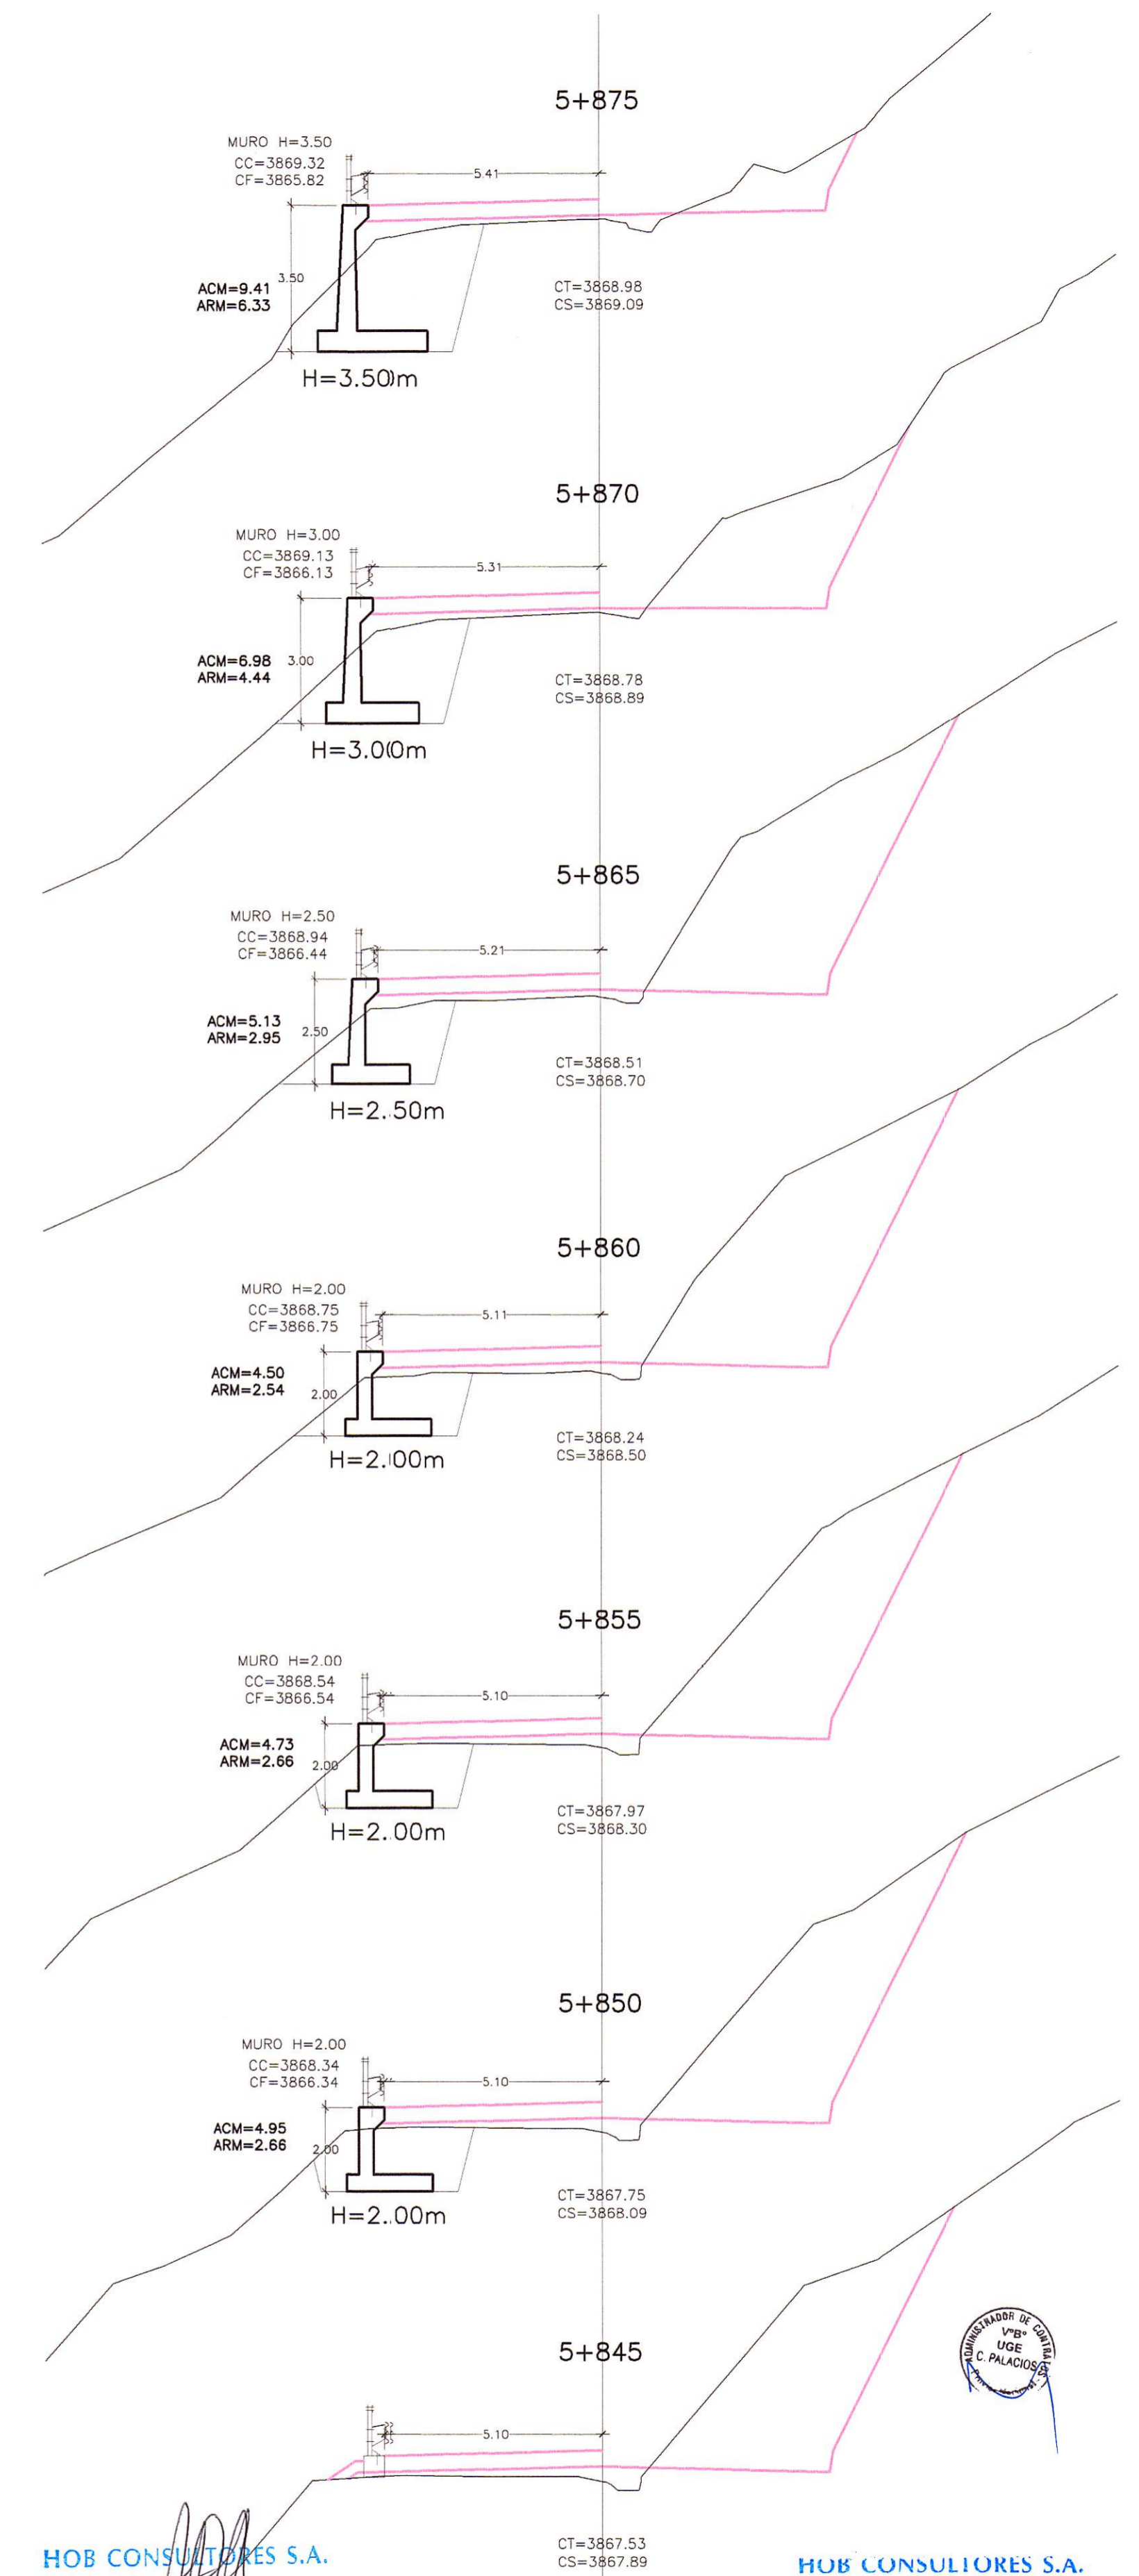 5+875
MURO H=3.50
CC=3869.32
CF=3865.82
5.41
3.50
ACM=9.41
ARM=6.33
CT=3868.98
CS=3869.09
H=3.50m
5+870
MURO H=3.00
CC=3869.13
CF=3866.13
5.31
ACM=6.98
ARM=4.44
3.00
CT=3868.78
CS=3868.89
H=3.00m
5+865
MURO H=2.50
CC=3868.94
CF=3866.44
5.21
ACM=5.13
ARM=2.95
2.50
CT=3868.51
CS=3868.70
H=2.50m
5+860
MURO H=2.00
CC=3868.75
CF=3866.75
5.11
ACM=4.50
ARM=2.54
2.00
CT=3868.24
CS=3868.50
H=2.00m
5+855
MURO H=2.00
CC=3868.54
CF=3866.54
5.10
ACM=4.73
ARM=2.66
2.00
CT=3867.97
CS=3868.30
H=2.00m
5+850
MURO H=2.00
CC=3868.34
CF=3866.34
5.10
ACM=4.95
ARM=2.66
2.00
CT=3867.75
CS=3868.09
H=2.00m
5+845
ADMINISTRADOR DE CONTRATOS
V°B°
UGE
C. PALACIOS
5.10
CT=3867.53
CS=3867.89
HOB CONSULTORES S.A.
HOB CONSULTORES S.A.